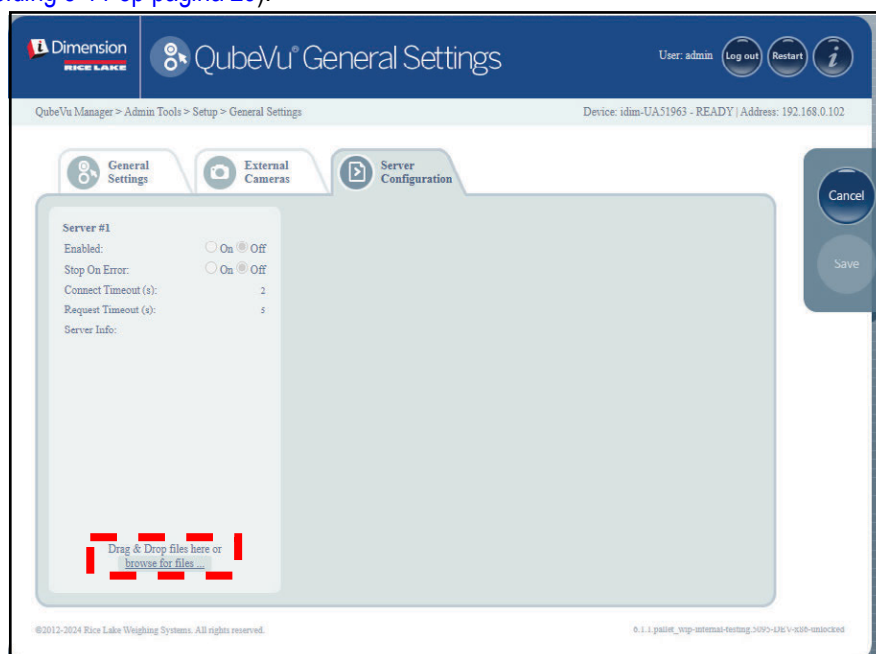 op pagina
Dimension
RICE LAKE
QubeVu® General Settings
User: admin
Log out
Restart
i
QubeVu Manager > Admin Tools > Setup > General Settings
Device: idim-UA51963 - READY | Address: 192.168.0.102
General
Settings
External
Cameras
Server
Configuration
Cancel
Save
Server #1
Enabled: On Off
Stop On Error: On Off
Connect Timeout (s): 2
Request Timeout (s): 5
Server Info:
Drag & Drop files here or
browse for files ...
©2012-2024 Rice Lake Weighing Systems. All rights reserved.